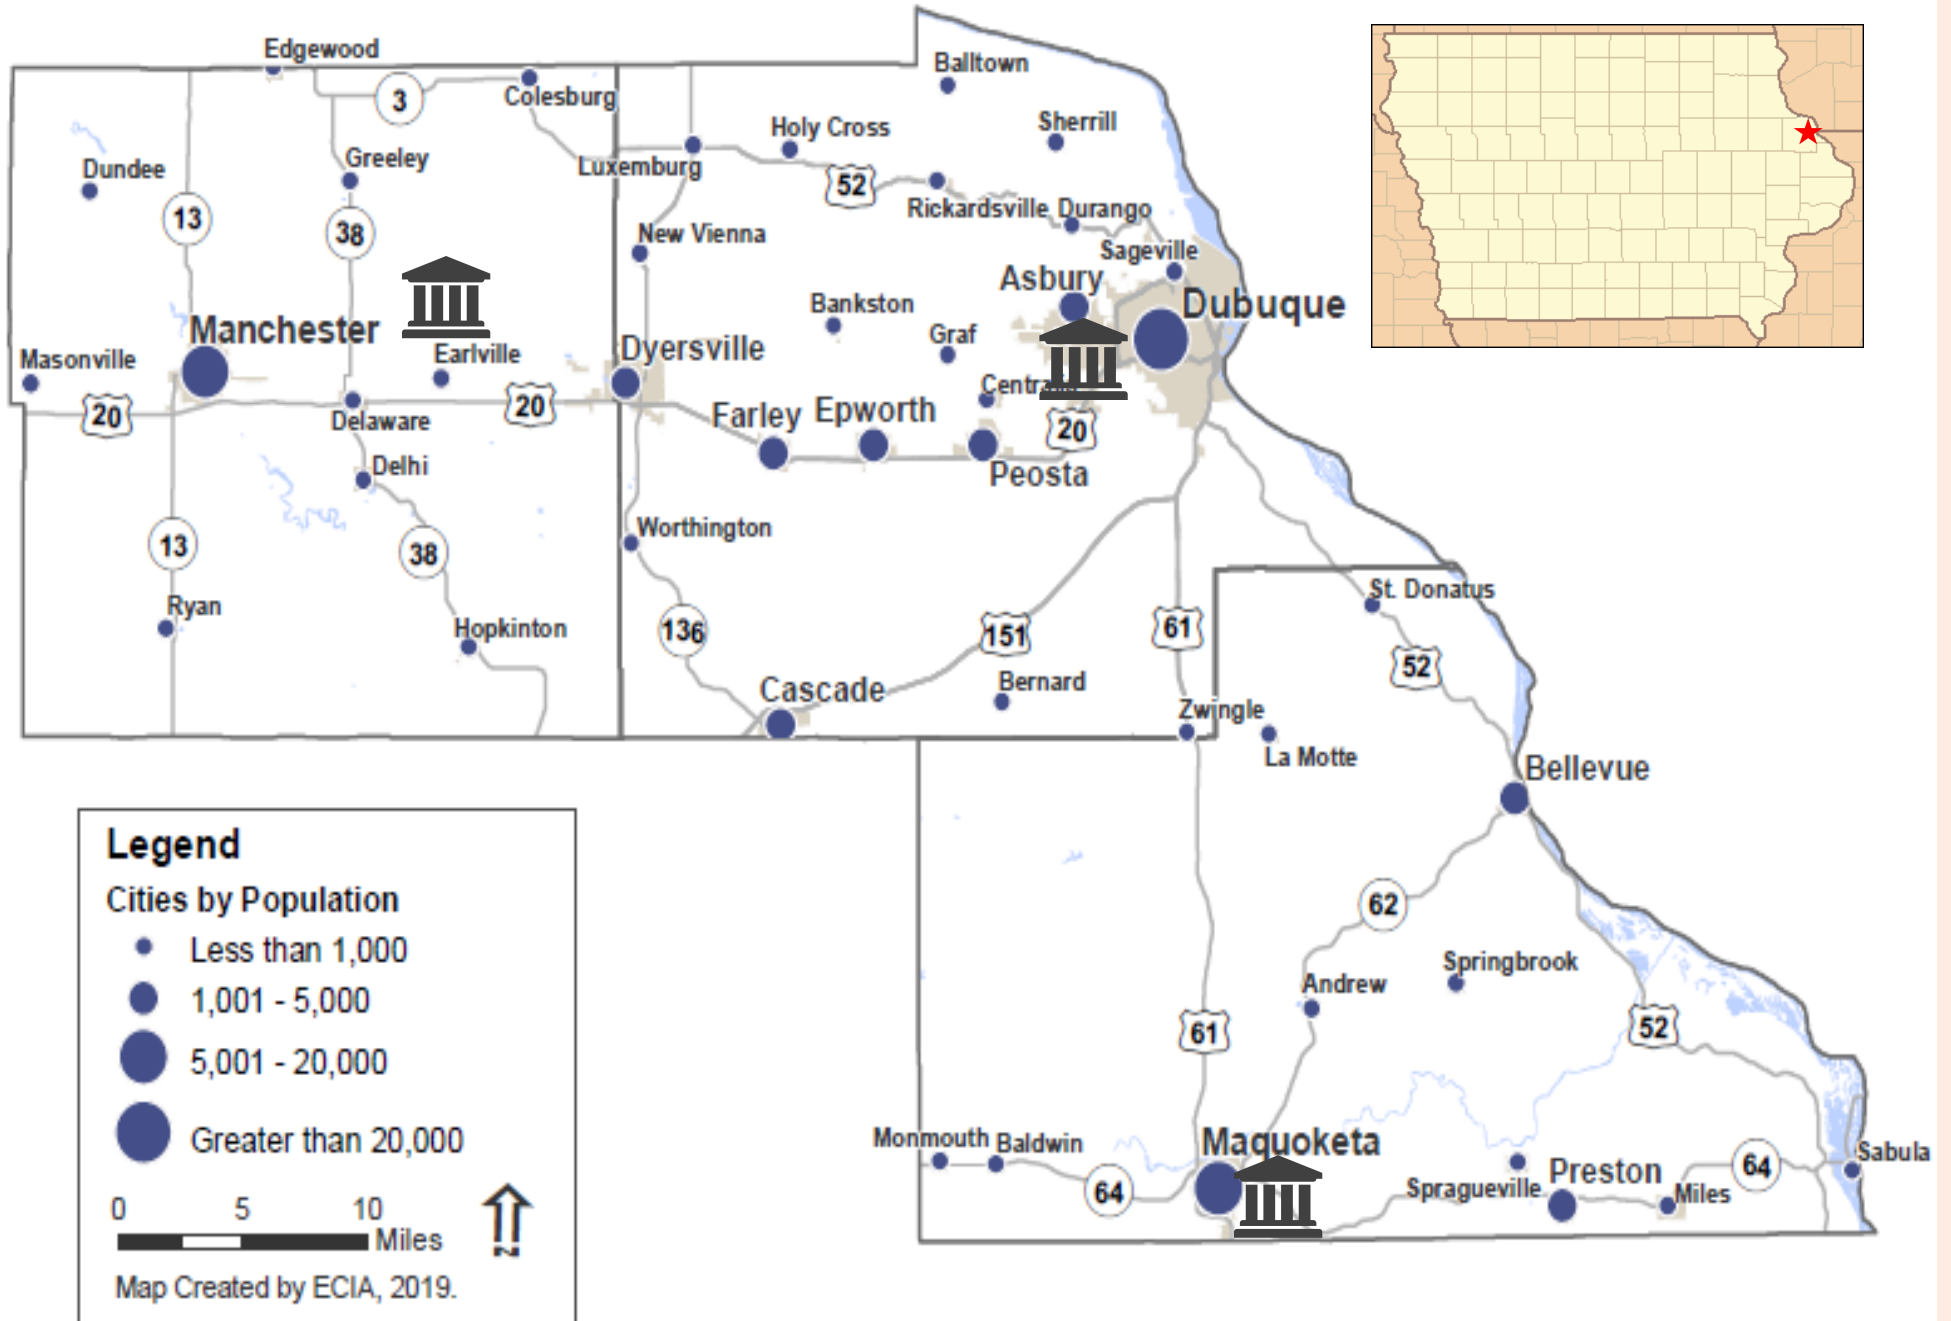 Edgewood
Balltown
3
Colesburg
Sherrill
Holy Cross
Greeley
Dundee
Luxemburg
52
Rickardsville
Durango
13
38
New Vienna
Sageville
Asbury
Bankston
Dubuque
Manchester
Graf
Dyersville
Masonville
Earlville
Centralia
20
20
Delaware
Farley
Epworth
20
Delhi
Peosta
Worthington
13
38
St. Donatus
Ryan
Hopkinton
136
151
61
52
Bernard
Cascade
Zwingle
La Motte
Bellevue
62
Springbrook
Andrew
61
52
Monmouth
Baldwin
Maquoketa
Sabula
64
Spragueville
Preston
Miles
64
Legend
Cities by Population
Less than 1,000
1,001 - 5,000
5,001 - 20,000
Greater than 20,000
0 5 10
Miles
N
Map Created by ECIA, 2019.